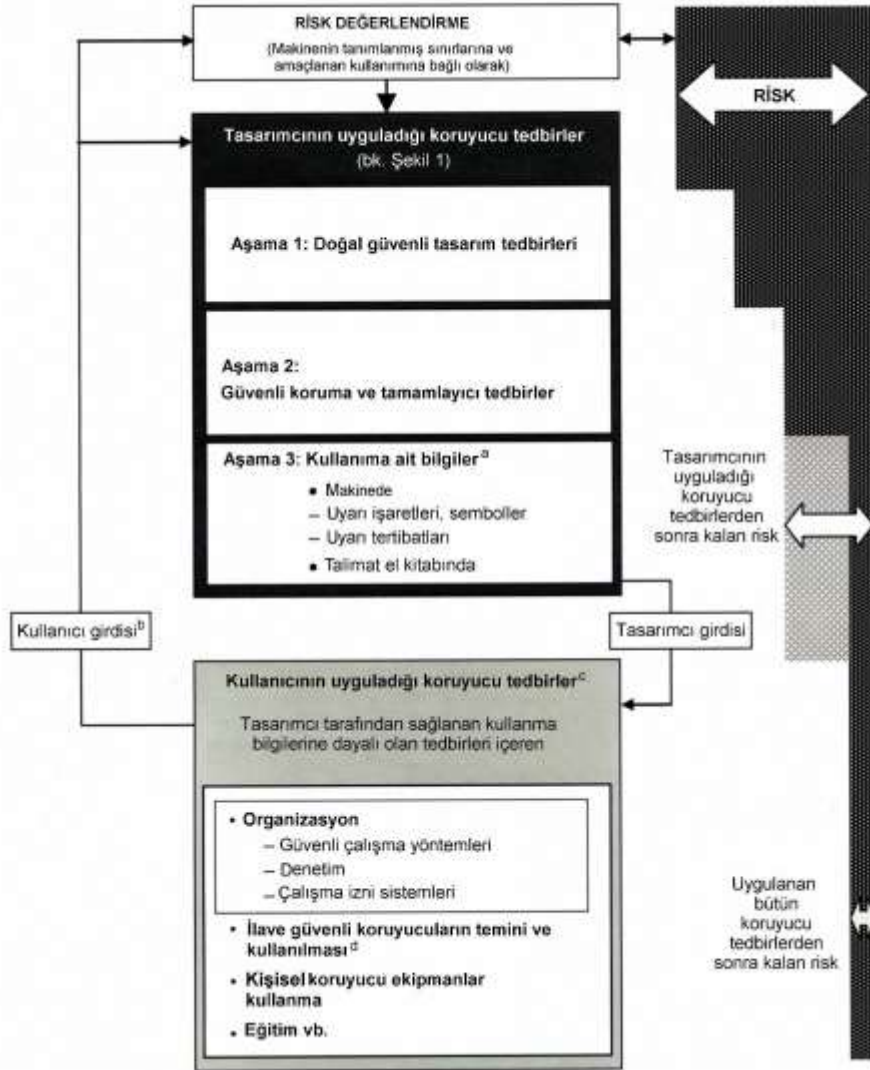 RİSK DEĞERLENDİRME
(Makinenin tanımlanmış sınırlarına ve
amaçlanan kullanımına bağlı olarak)
RİSK
Tasarımcının uyguladığı koruyucu tedbirler
(bk. Şekil 1)
Aşama 1: Doğal güvenli tasarım tedbirleri
Aşama 2:
Güvenli koruma ve tamamlayıcı tedbirler
Aşama 3: Kullanıma ait bilgiler a
• Makinede
– Uyarı işaretleri, semboller
– Uyarı tertibatları
• Talimat el kitabında
Tasarımcının
uyguladığı
koruyucu
tedbirlerden
sonra kalan risk
Kullanıcı girdisi b
Tasarımcı girdisi
Kullanıcının uyguladığı koruyucu tedbirler c
Tasarımcı tarafından sağlanan kullanma
bilgilerine dayalı olan tedbirleri içeren
• Organizasyon
– Güvenli çalışma yöntemleri
– Denetim
– Çalışma izni sistemleri
• İlave güvenli koruyucuların temini ve
kullanılması d
• Kişisel koruyucu ekipmanlar
kullanma
• Eğitim vb.
Uygulanan
bütün
koruyucu
tedbirlerden
sonra kalan risk